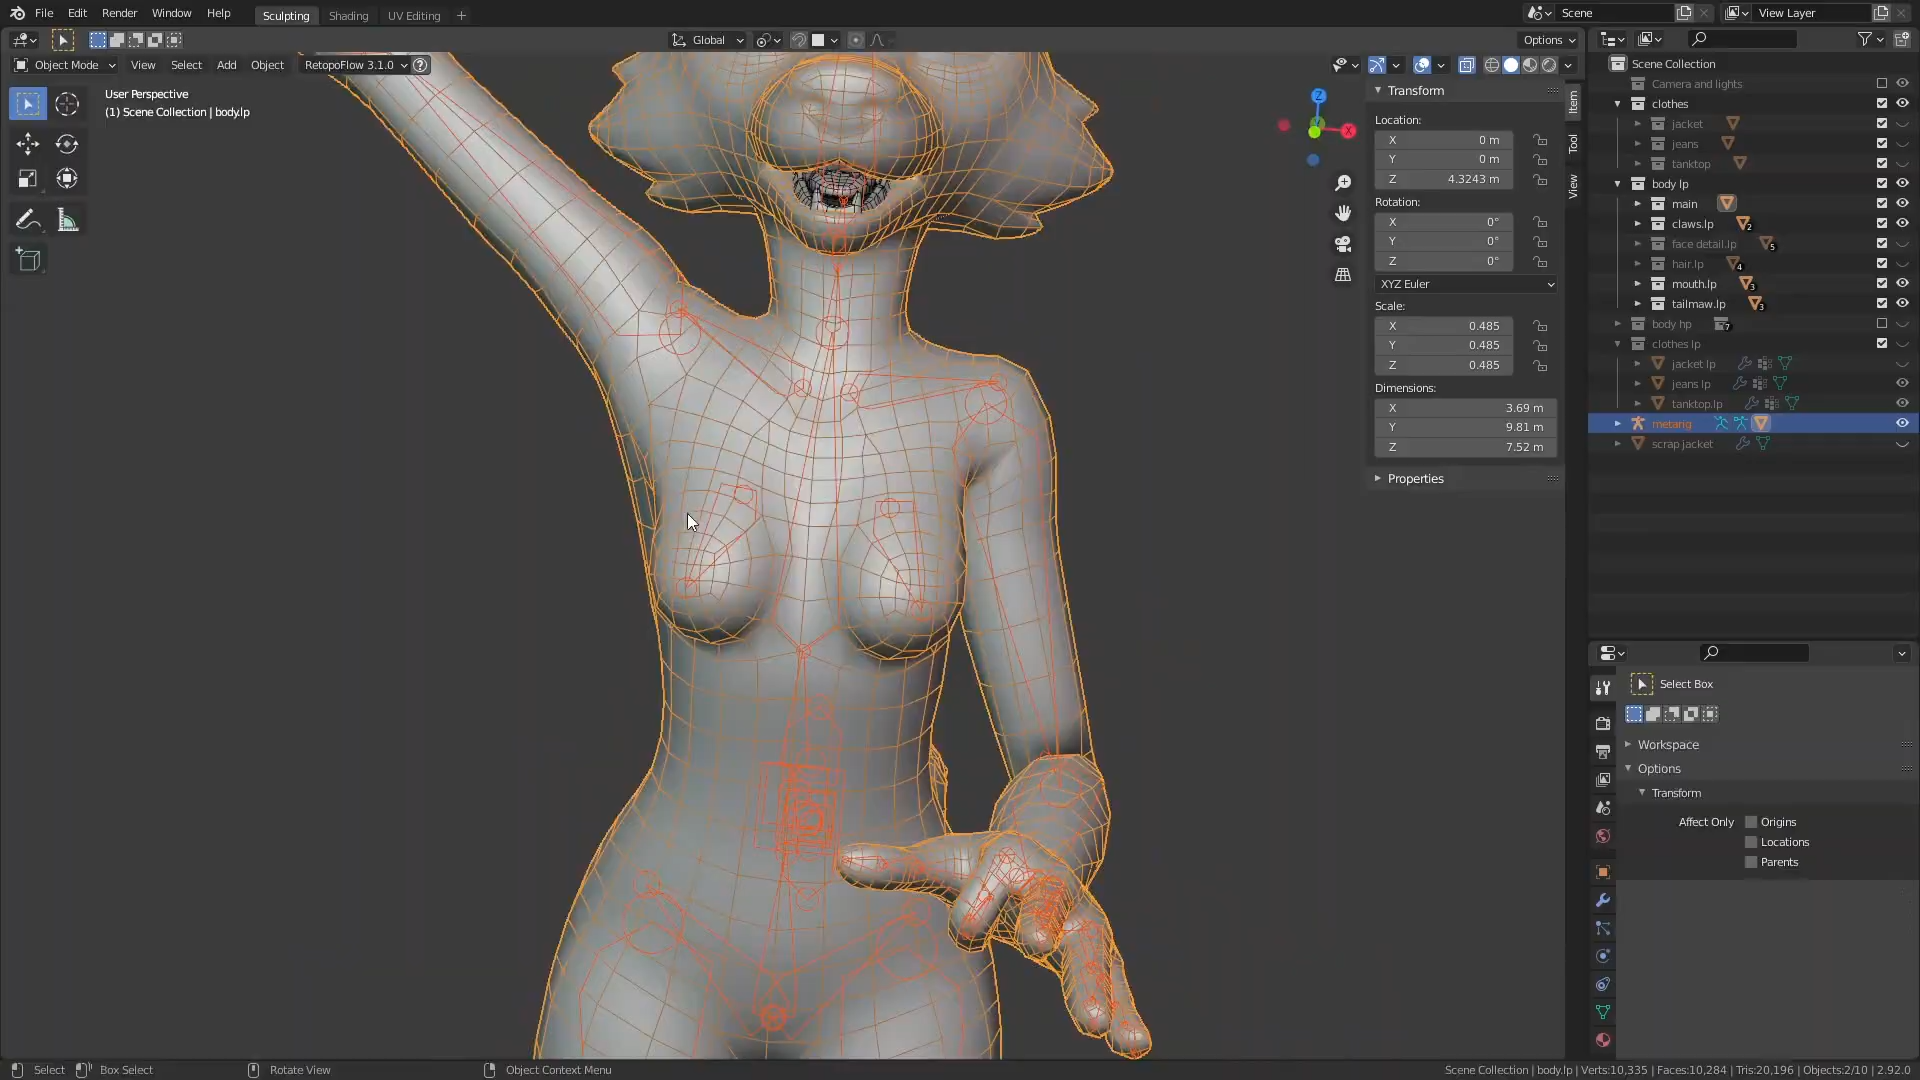 File Edit Render Window Help Sculpting Shading UV Editing + Scene View Layer
Global Options
Object Mode View Select Add Object RetopoFlow 3.1.0
User Perspective
(1) Scene Collection | body.lp
Transform
Location:
X 0 m
Y 0 m
Z 4.3243 m
Rotation:
X 0°
Y 0°
Z 0°
XYZ Euler
Scale:
X 0.485
Y 0.485
Z 0.485
Dimensions:
X 3.69 m
Y 9.81 m
Z 7.52 m
Properties
Item
Tool
View
Z
X
Scene Collection
Camera and lights
clothes
jacket
jeans
tanktop
body lp
main
claws.lp 2
face detail.lp 5
hair.lp 4
mouth.lp 3
tailmaw.lp 3
body hp 7
clothes lp
jacket lp
jeans lp
tanktop.lp
metarig
scrap jacket
Select Box
Workspace
Options
Transform
Affect Only Origins
Locations
Parents
Select Box Select Rotate View Object Context Menu Scene Collection | body.lp | Verts:10,335 | Faces:10,284 | Tris:20,196 | Objects:2/10 | 2.92.0